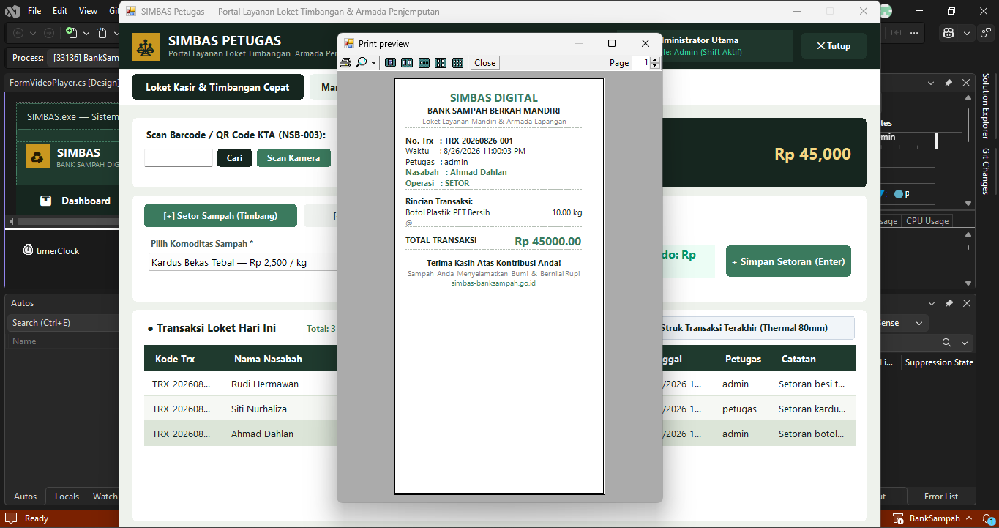 File Edit View Git
SIMBAS Petugas — Portal Layanan Loket Timbangan & Armada Penjemputan
Process: [33136] BankSam
FormVideoPlayer.cs [Design]
SIMBAS.exe — Sistem
SIMBAS
BANK SAMPAH DIG
Dashboard
timerClock
Autos
Search (Ctrl+E)
Name
Autos Locals Watch
Ready
SIMBAS PETUGAS
Portal Layanan Loket Timbangan Armada Per
ministrator Utama
le: Admin (Shift Aktif)
✕ Tutup
Loket Kasir & Timbangan Cepat
Mar
Scan Barcode / QR Code KTA (NSB-003):
Cari
Scan Kamera
Rp 45,000
[+] Setor Sampah (Timbang)
[-
Pilih Komoditas Sampah *
Kardus Bekas Tebal — Rp 2,500 / kg
do: Rp
+ Simpan Setoran (Enter)
● Transaksi Loket Hari Ini
Total: 3
Struk Transaksi Terakhir (Thermal 80mm)
Kode Trx Nama Nasabah ggal Petugas Catatan
TRX-202608... Rudi Hermawan /2026 1... admin Setoran besi t...
TRX-202608... Siti Nurhaliza /2026 1... petugas Setoran kardu...
TRX-202608... Ahmad Dahlan /2026 1... admin Setoran botol...
Print preview
Close
Page 1
SIMBAS DIGITAL
BANK SAMPAH BERKAH MANDIRI
Loket Layanan Mandiri & Armada Lapangan
No. Trx : TRX-20260826-001
Waktu : 8/26/2026 11:00:03 PM
Petugas : admin
Nasabah : Ahmad Dahlan
Operasi : SETOR
Rincian Transaksi:
Botol Plastik PET Bersih 10.00 kg
@
TOTAL TRANSAKSI Rp 45000.00
Terima Kasih Atas Kontribusi Anda!
Sampah Anda Menyelamatkan Bumi & Bernilai Rupi
simbas-banksampah.go.id
Solution Explorer
Git Changes
tes
min
P
sage CPU Usage
ense
Li... Suppression State
ut Error List
BankSampah
1